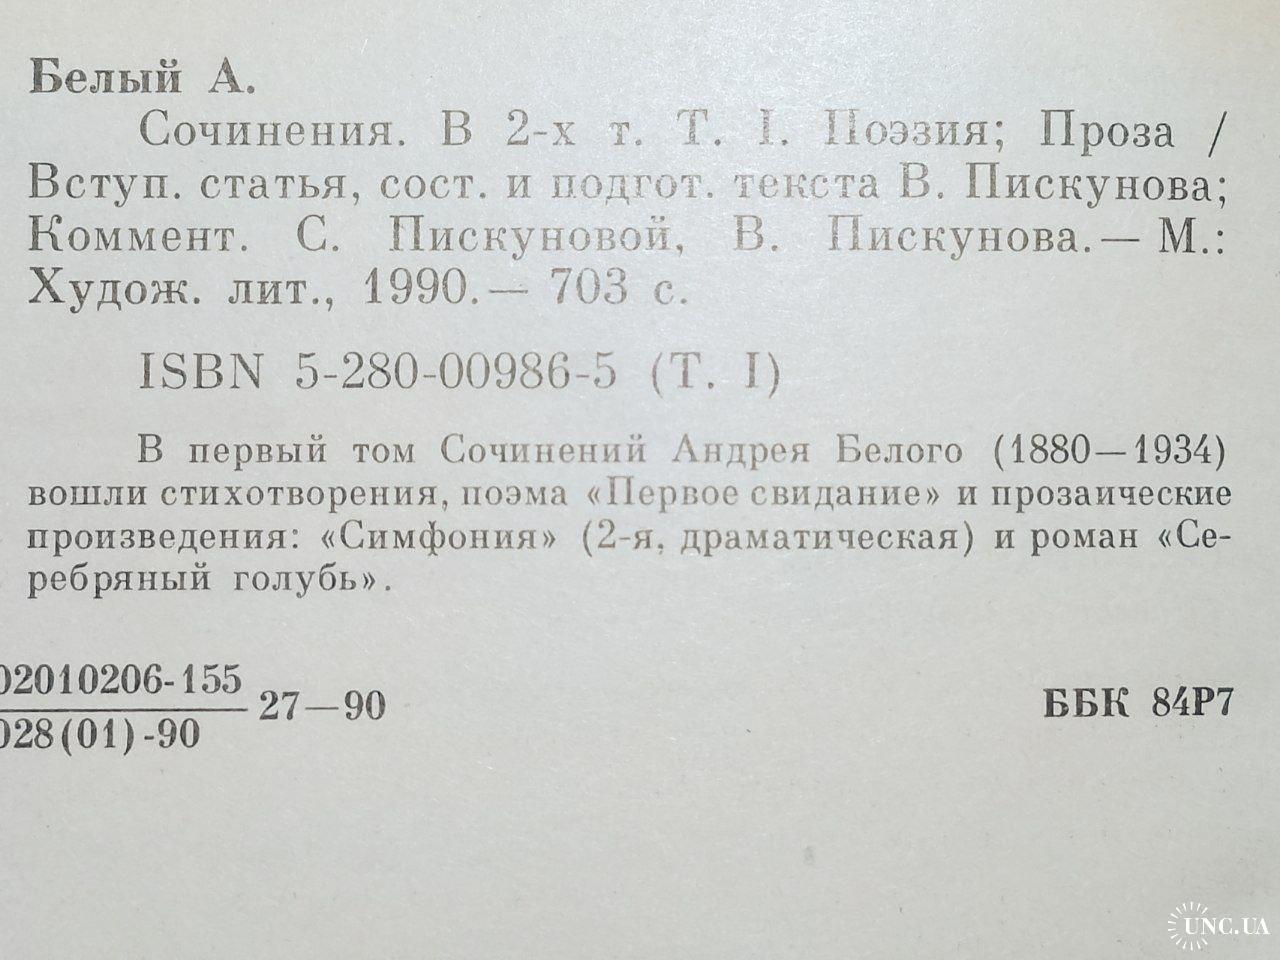 Белый А.
Сочинения. В 2-х т. Т. I. Поэзия; Проза /
Вступ. статья, сост. и подгот. текста В. Пискунова;
Коммент. С. Пискуновой, В. Пискунова. — М.:
Худож. лит., 1990. — 703 с.
ISBN 5-280-00986-5 (Т. I)
В первый том Сочинений Андрея Белого (1880—1934)
вошли стихотворения, поэма «Первое свидание» и прозаические
произведения: «Симфония» (2-я, драматическая) и роман «Се-
ребряный голубь».
02010206-155
27—90
028(01)-90
ББК 84Р7
UNC.UA